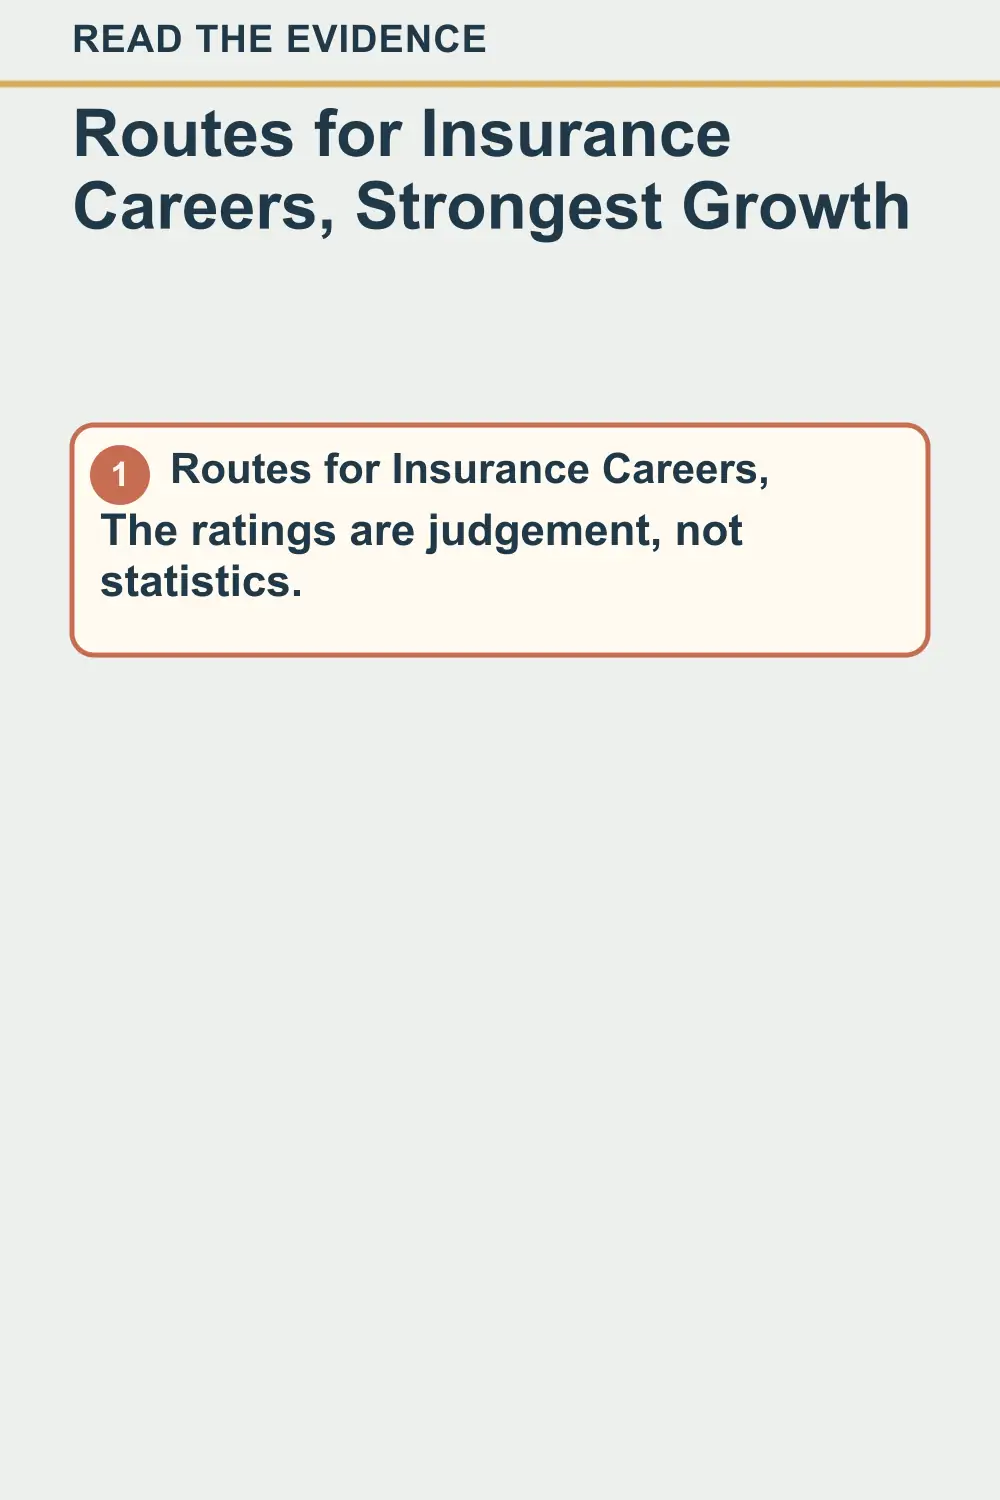 READ THE EVIDENCE
Routes for Insurance
Careers, Strongest Growth
1 Routes for Insurance Careers,
The ratings are judgement, not
statistics.